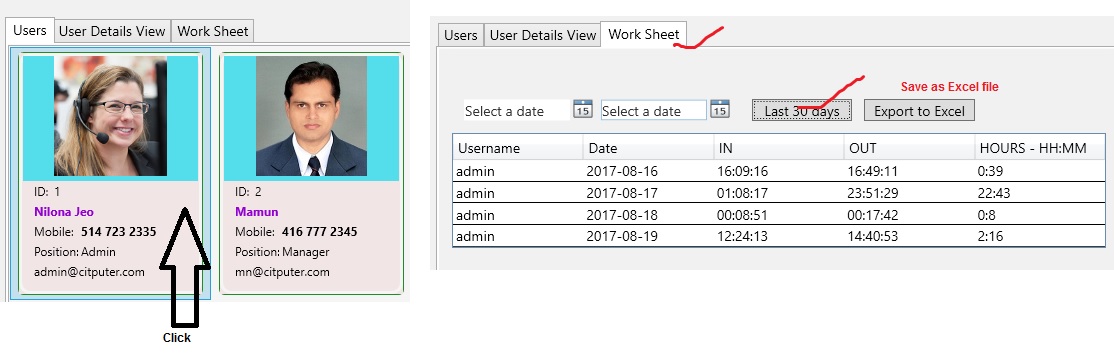 Users User Details View Work Sheet
ID: 1
Nilona Jeo
Mobile: 514 723 2335
Position: Admin
admin@citputer.com
ID: 2
Mamun
Mobile: 416 777 2345
Position: Manager
mn@citputer.com
Click
Users User Details View Work Sheet
Save as Excel file
Select a date 15 Select a date 15 Last 30 days Export to Excel
Username Date IN OUT HOURS - HH:MM
admin 2017-08-16 16:09:16 16:49:11 0:39
admin 2017-08-17 01:08:17 23:51:29 22:43
admin 2017-08-18 00:08:51 00:17:42 0:8
admin 2017-08-19 12:24:13 14:40:53 2:16